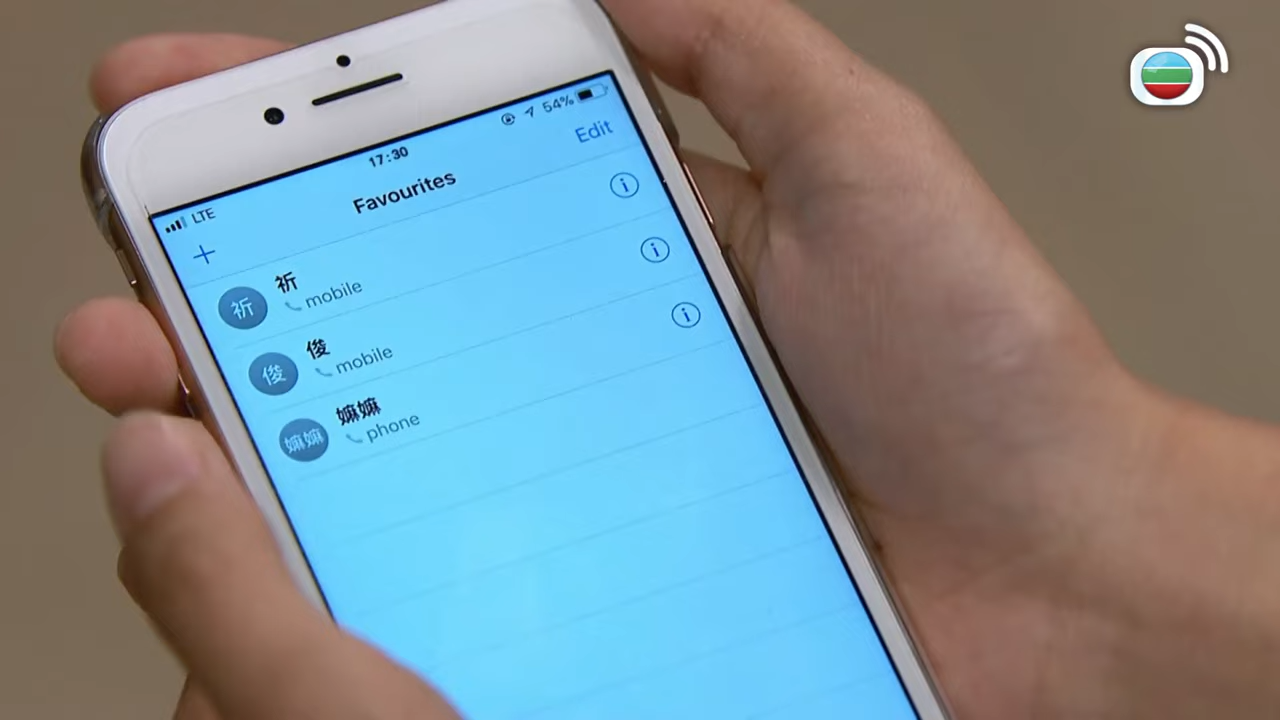 LTE 17:30 54%
Favourites Edit
祈 祈
mobile
俊 俊
mobile
嫲嫲 嫲嫲
phone